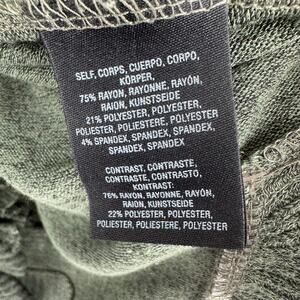 SELF, CORPS, CUERPO, CORPO,
KÖRPER,
75% RAYON, RAYONNE, RAYÓN,
RAION, KUNSTSEIDE
21% POLYESTER, POLYESTER,
POLIESTER, POLIESTERE, POLYESTER
4% SPANDEX, SPANDEX, SPANDEX,
SPANDEX, SPANDEX
CONTRAST, CONTRASTE,
CONTRASTE, CONTRASTO,
KONTRAST:
76% RAYON, RAYONNE, RAYÓN,
RAION, KUNSTSEIDE
22% POLYESTER, POLYESTER,
POLIESTER, POLIESTERE, POLYESTER